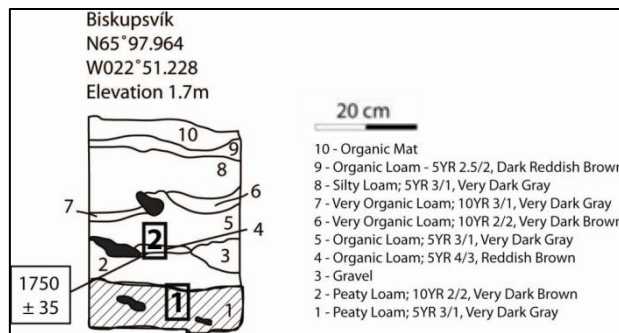 Biskupsvík
N65°97.964
W022°51.228
Elevation 1.7m
10
9
8
7
6
5
4
2
3
2
1
1
1750
± 35
20 cm
10 - Organic Mat
9 - Organic Loam - 5YR 2.5/2, Dark Reddish Brown
8 - Silty Loam; 5YR 3/1, Very Dark Gray
7 - Very Organic Loam; 10YR 3/1, Very Dark Gray
6 - Very Organic Loam; 10YR 2/2, Very Dark Brown
5 - Organic Loam; 5YR 3/1, Very Dark Gray
4 - Organic Loam; 5YR 4/3, Reddish Brown
3 - Gravel
2 - Peaty Loam; 10YR 2/2, Very Dark Brown
1 - Peaty Loam; 5YR 3/1, Very Dark Gray